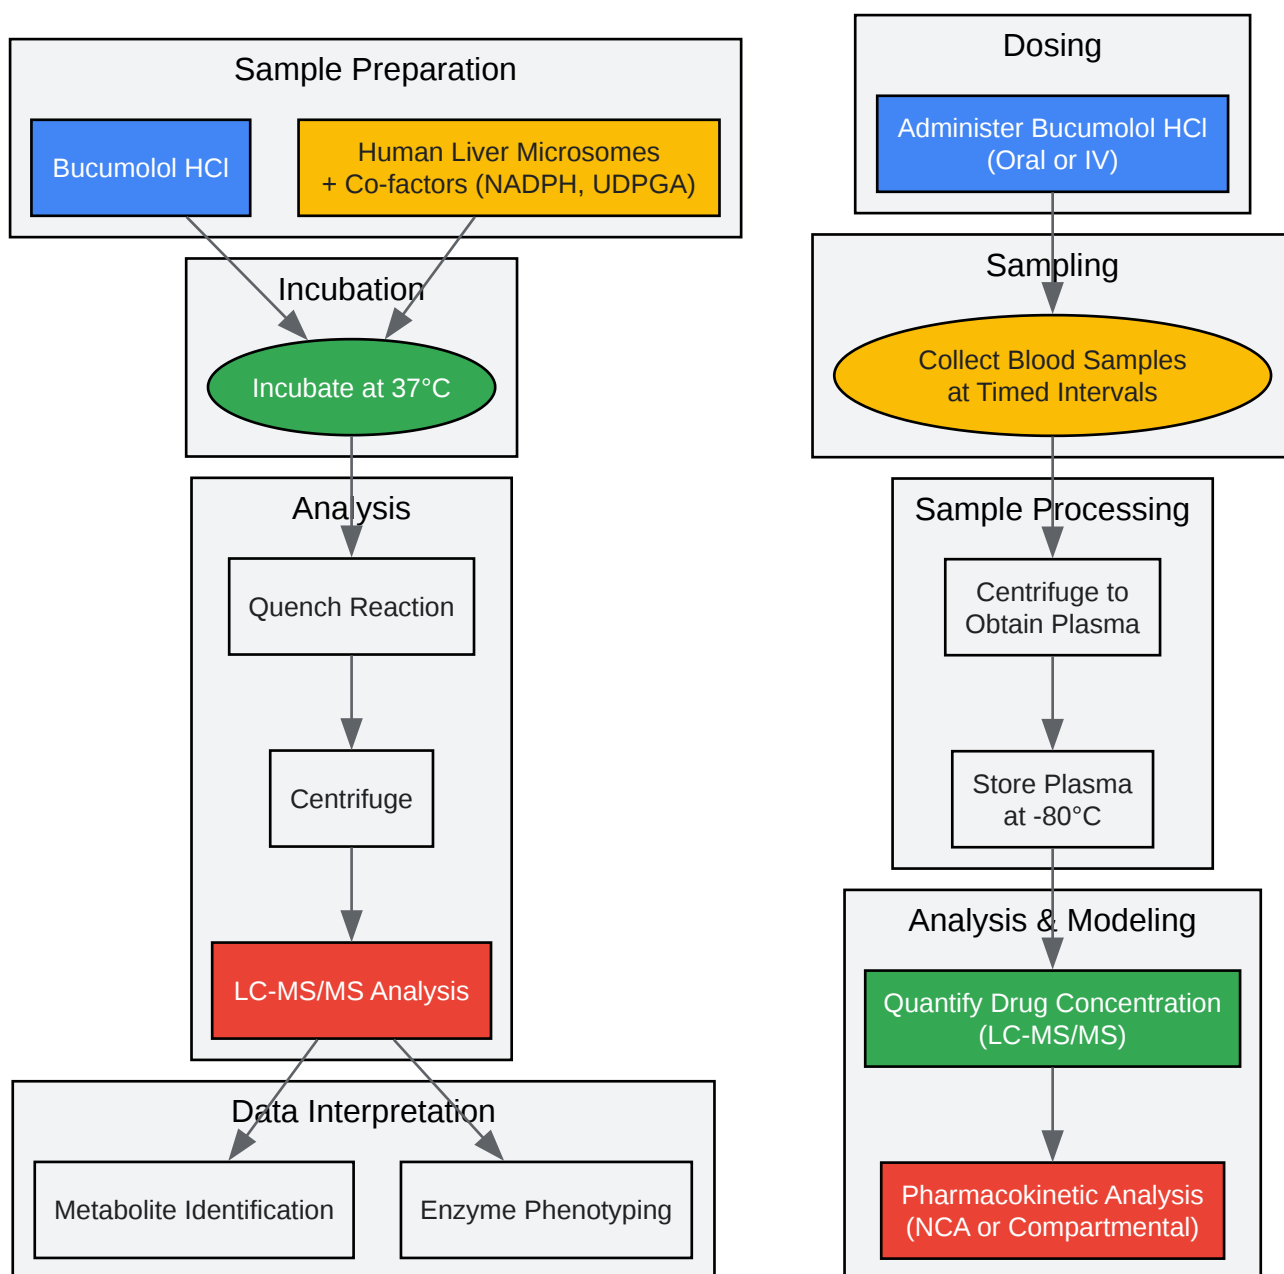 Sample Preparation
Bucumolol HCl
Human Liver Microsomes
+ Co-factors (NADPH, UDPGA)
Incubation
Incubate at 37°C
Analysis
Quench Reaction
Centrifuge
LC-MS/MS Analysis
Data Interpretation
Metabolite Identification
Enzyme Phenotyping
Dosing
Administer Bucumolol HCl
(Oral or IV)
Sampling
Collect Blood Samples
at Timed Intervals
Sample Processing
Centrifuge to
Obtain Plasma
Store Plasma
at -80°C
Analysis & Modeling
Quantify Drug Concentration
(LC-MS/MS)
Pharmacokinetic Analysis
(NCA or Compartmental)